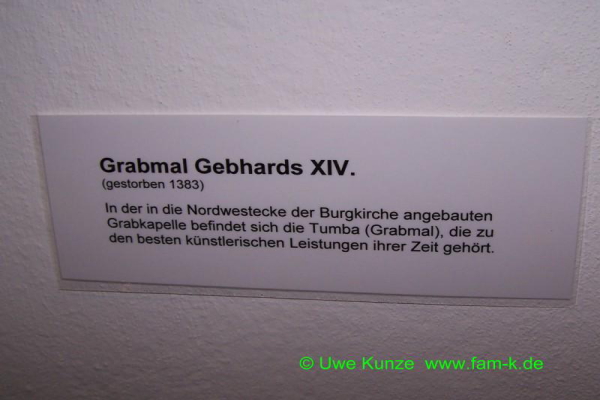 Grabmal Gebhards XIV.
(gestorben 1383)
In der in die Nordwestecke der Burgkirche angebauten
Grabkapelle befindet sich die Tumba (Grabmal), die zu
den besten künstlerischen Leistungen ihrer Zeit gehört.
© Uwe Kunze www.fam-k.de